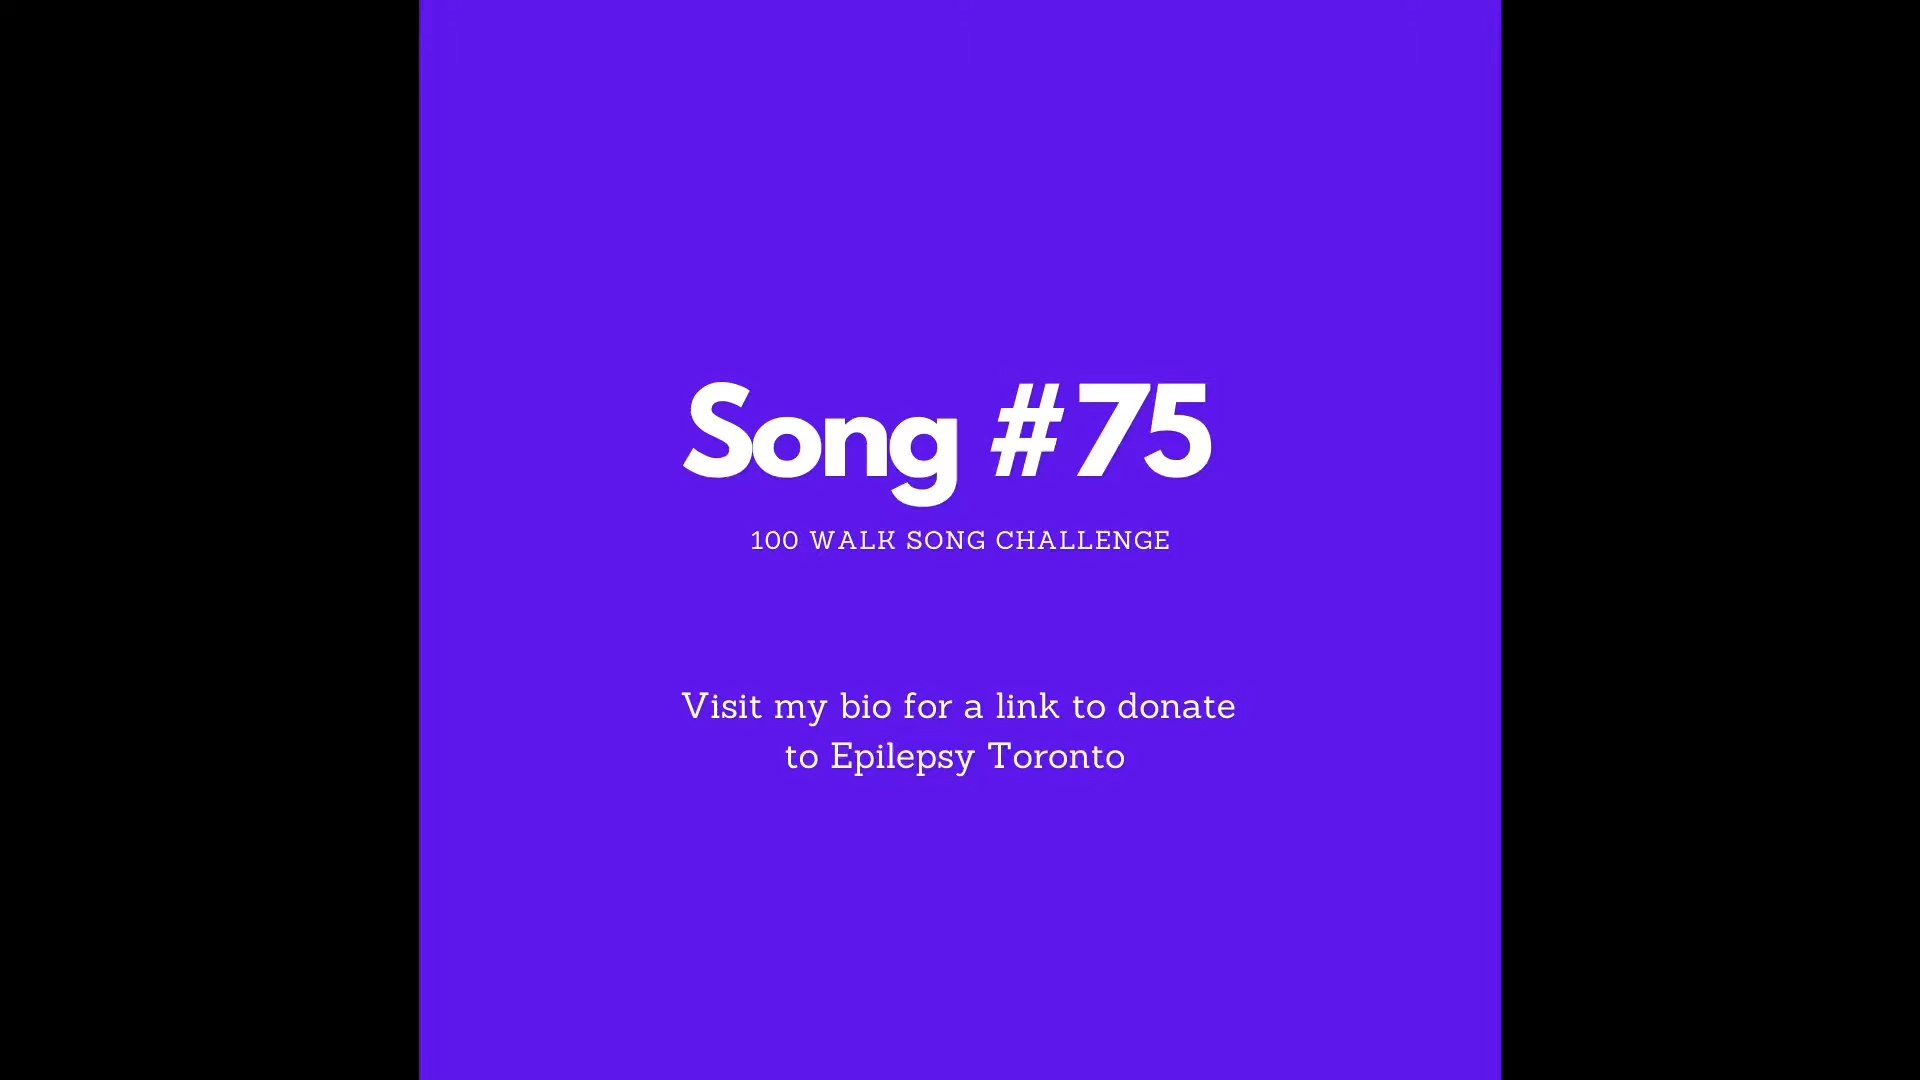 Song #75
100 WALK SONG CHALLENGE
Visit my bio for a link to donate
to Epilepsy Toronto